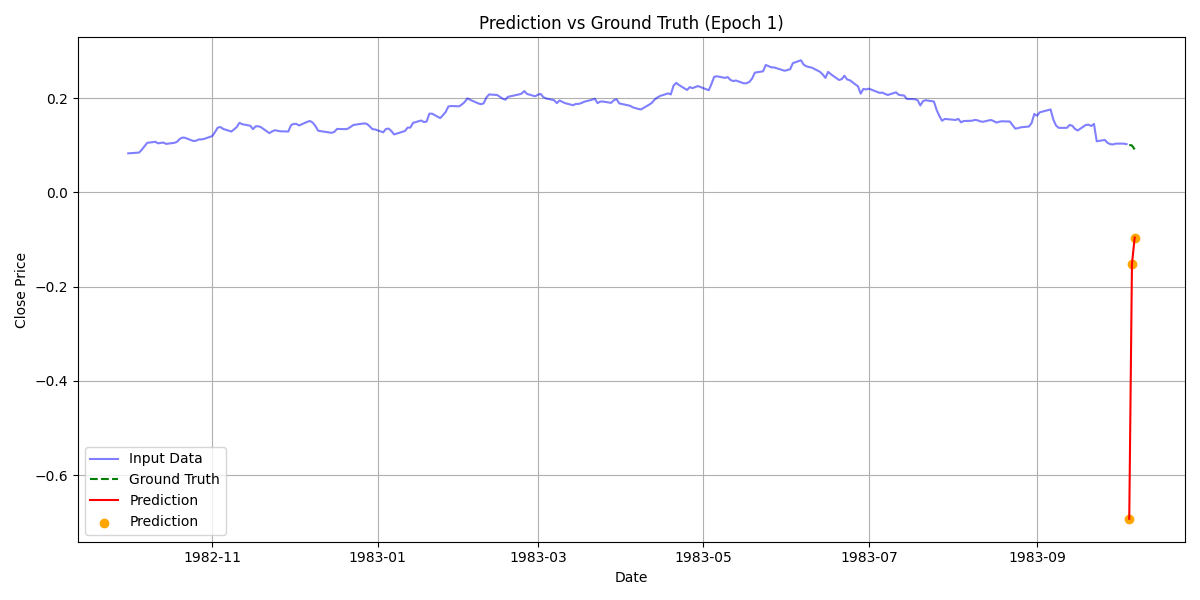 Prediction vs Ground Truth (Epoch 1)
Close Price
0.2
0.0
−0.2
−0.4
−0.6
Input Data
Ground Truth
Prediction
Prediction
1982-11
1983-01
1983-03
1983-05
1983-07
1983-09
Date